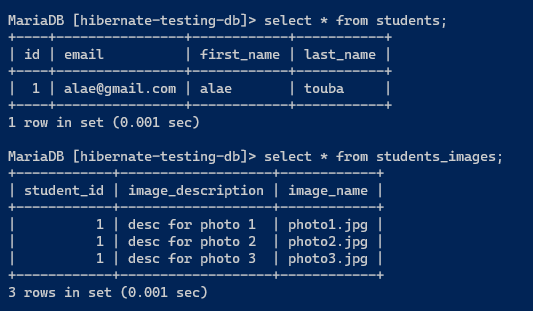 MariaDB [hibernate-testing-db]> select * from students;
+----+----------------+------------+-----------+
| id | email          | first_name | last_name |
+----+----------------+------------+-----------+
|  1 | alae@gmail.com | alae       | touba     |
+----+----------------+------------+-----------+
1 row in set (0.001 sec)

MariaDB [hibernate-testing-db]> select * from students_images;
+------------+-------------------+------------+
| student_id | image_description | image_name |
+------------+-------------------+------------+
|          1 | desc for photo 1  | photo1.jpg |
|          1 | desc for photo 2  | photo2.jpg |
|          1 | desc for photo 3  | photo3.jpg |
+------------+-------------------+------------+
3 rows in set (0.001 sec)